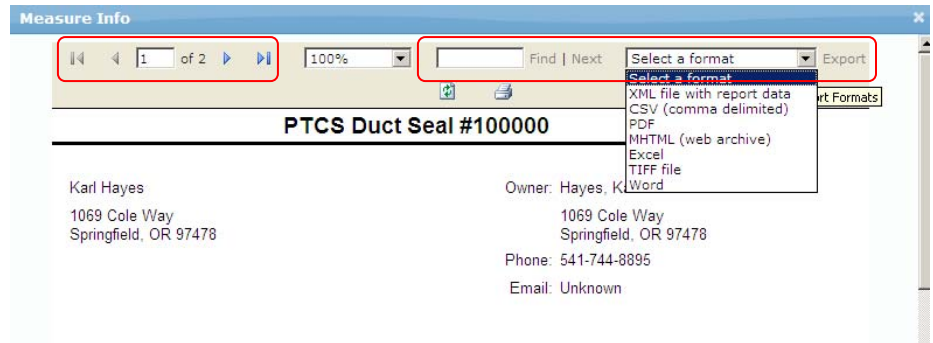 Measure Info
1 of 2 100% Find | Next Select a format Export
Select a format
XML file with report data
CSV (comma delimited)
PDF
MHTML (web archive)
Excel
TIFF file
Word
rt Formats
PTCS Duct Seal #100000
Karl Hayes
1069 Cole Way
Springfield, OR 97478
Owner: Hayes, K
1069 Cole Way
Springfield, OR 97478
Phone: 541-744-8895
Email: Unknown